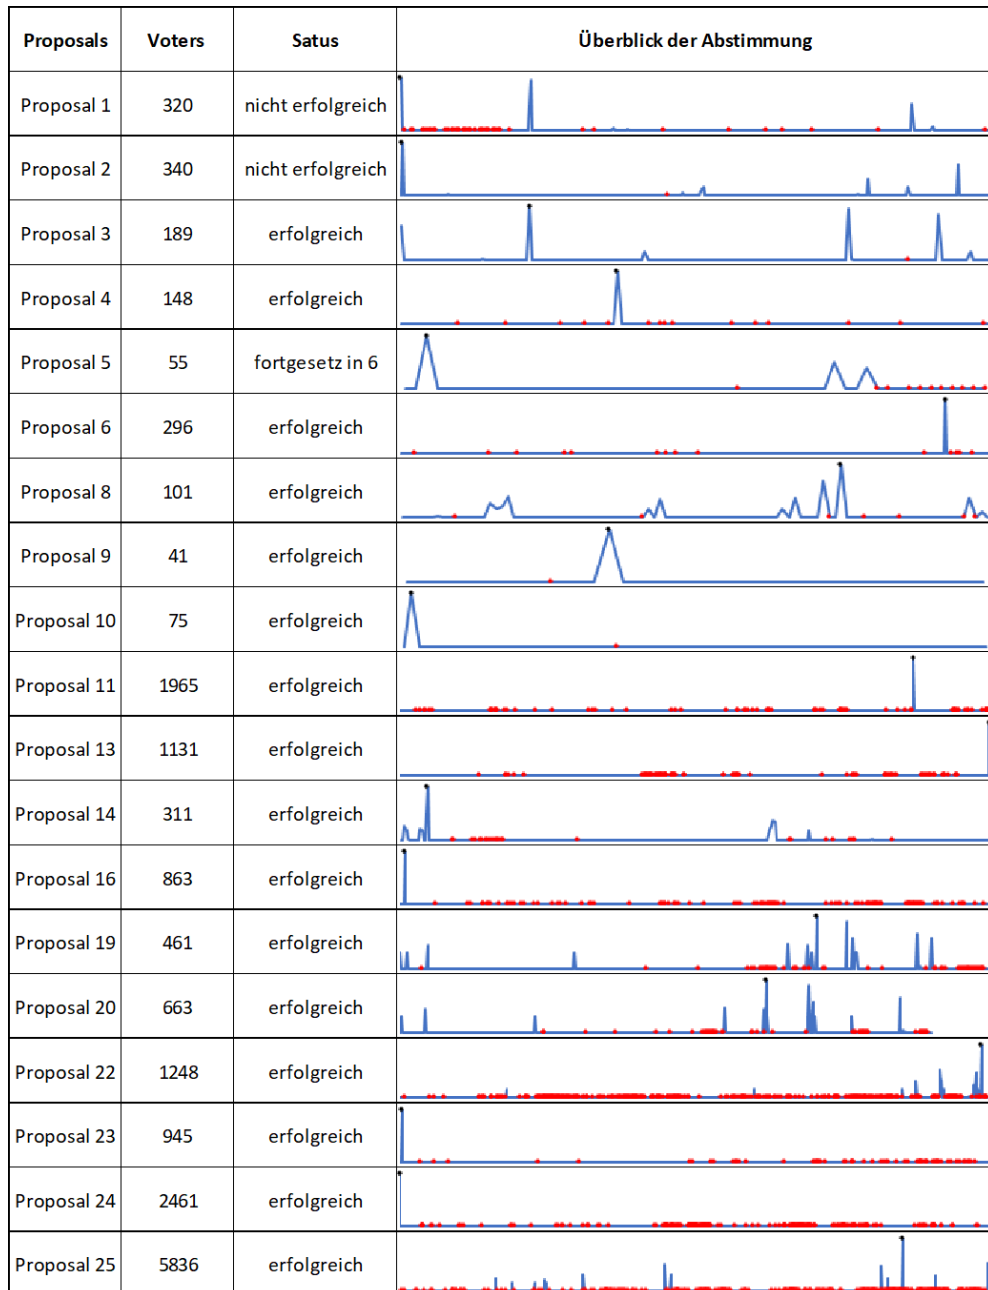 Proposals Voters Satus Überblick der Abstimmung
Proposal 1 320 nicht erfolgreich
Proposal 2 340 nicht erfolgreich
Proposal 3 189 erfolgreich
Proposal 4 148 erfolgreich
Proposal 5 55 fortgesetz in 6
Proposal 6 296 erfolgreich
Proposal 8 101 erfolgreich
Proposal 9 41 erfolgreich
Proposal 10 75 erfolgreich
Proposal 11 1965 erfolgreich
Proposal 13 1131 erfolgreich
Proposal 14 311 erfolgreich
Proposal 16 863 erfolgreich
Proposal 19 461 erfolgreich
Proposal 20 663 erfolgreich
Proposal 22 1248 erfolgreich
Proposal 23 945 erfolgreich
Proposal 24 2461 erfolgreich
Proposal 25 5836 erfolgreich